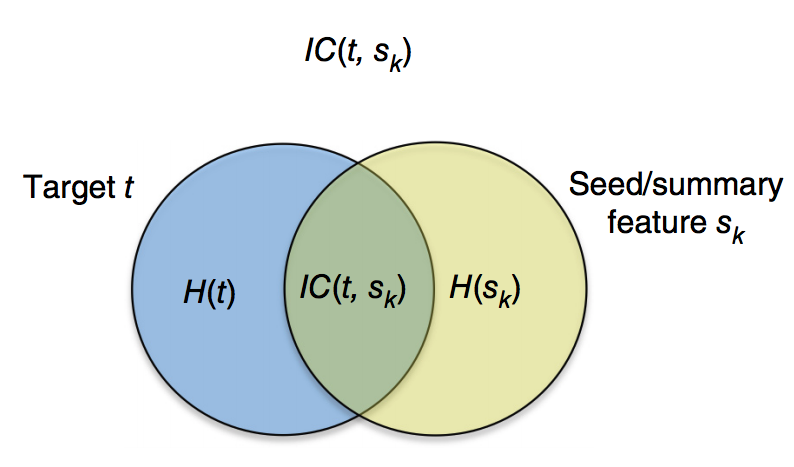 IC(t, sₖ)
Target t
Seed/summary
feature sₖ
H(t)
IC(t, sₖ)
H(sₖ)